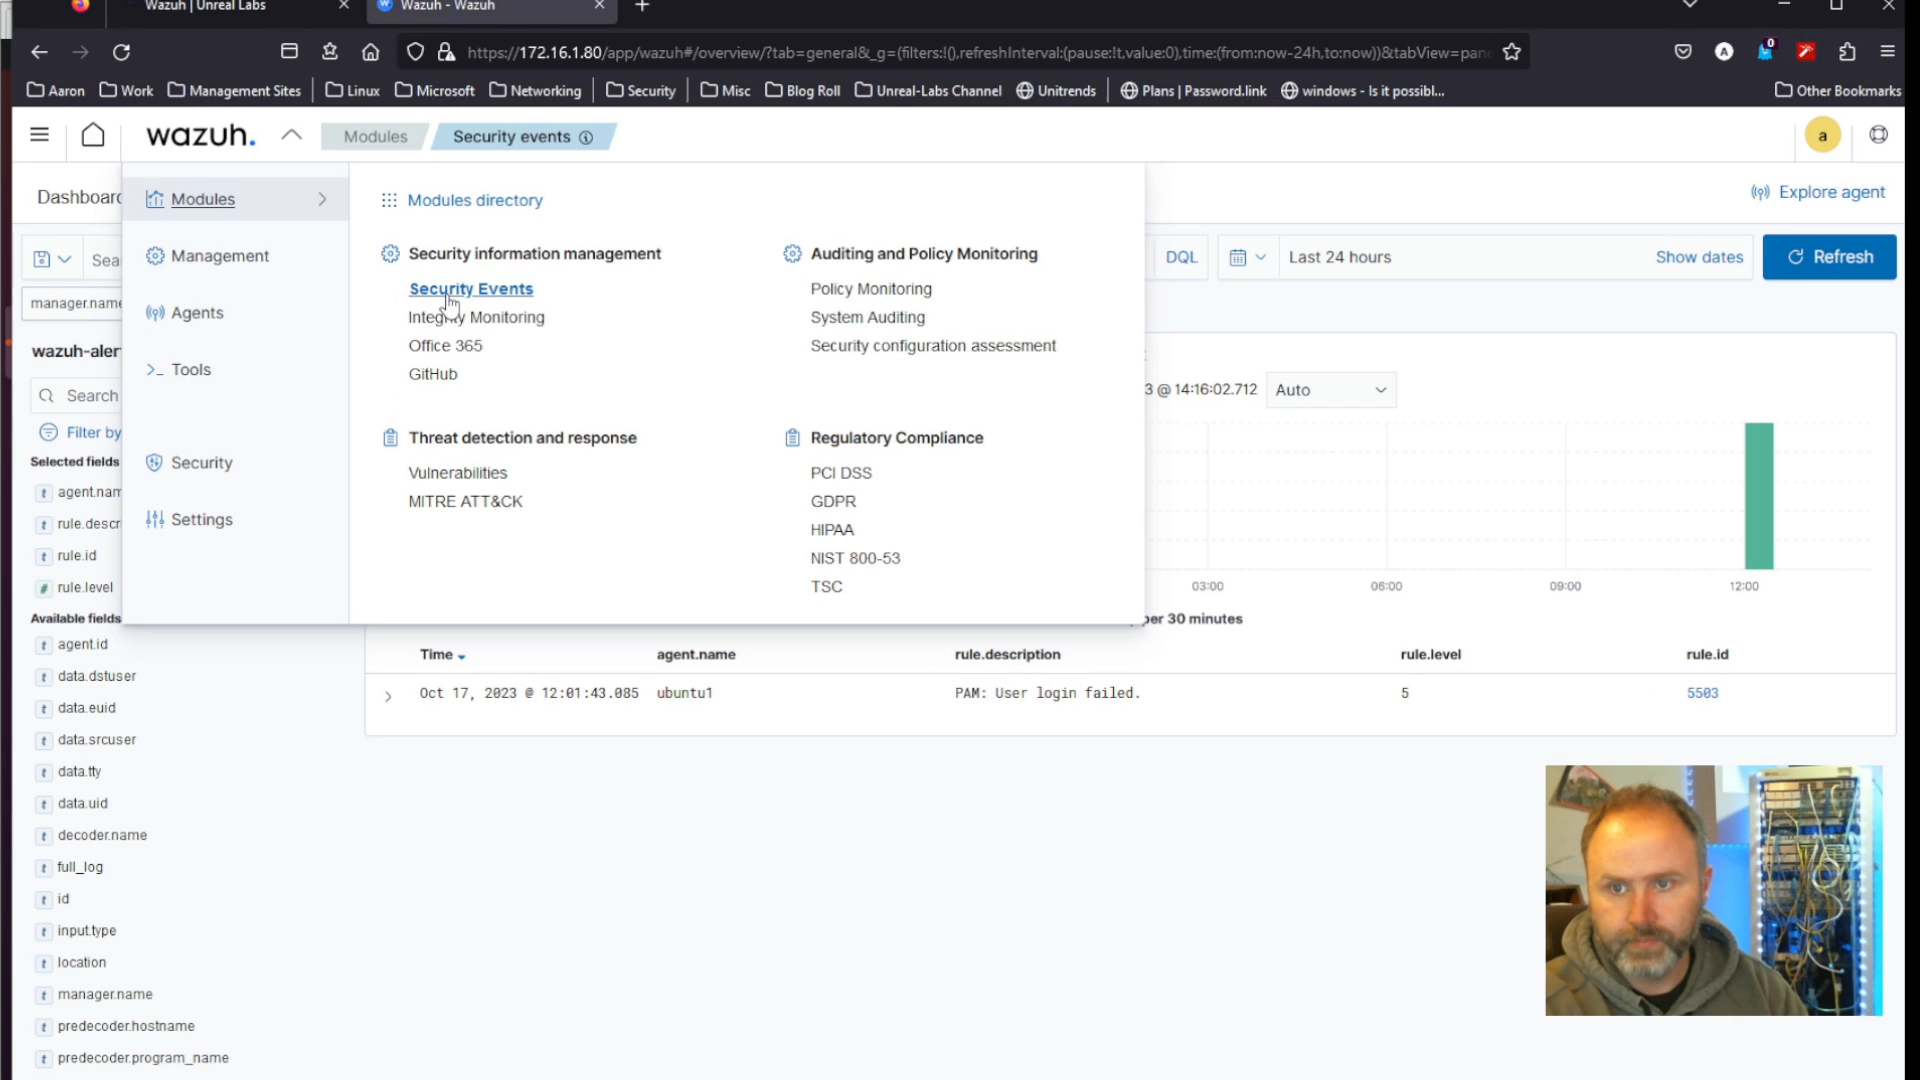 Wazuh | Unreal Labs
Wazuh - Wazuh
https://172.16.1.80/app/wazuh#/overview/?tab=general&_g=(filters:!(),refreshInterval:(pause:!t,value:0),time:(from:now-24h,to:now))&tabView=pane
0
A
Aaron
Work
Management Sites
Linux
Microsoft
Networking
Security
Misc
Blog Roll
Unreal-Labs Channel
Unitrends
Plans | Password.link
windows - Is it possibl...
Other Bookmarks
wazuh.
Modules
Security events
a
Dashboard
Explore agent
Modules
Management
Agents
Tools
Security
Settings
Modules directory
Security information management
Security Events
Integrity Monitoring
Office 365
GitHub
Auditing and Policy Monitoring
Policy Monitoring
System Auditing
Security configuration assessment
Threat detection and response
Vulnerabilities
MITRE ATT&CK
Regulatory Compliance
PCI DSS
GDPR
HIPAA
NIST 800-53
TSC
Sea
DQL
Last 24 hours
Show dates
Refresh
manager.name
wazuh-aler
Search
Filter by
Selected fields
t agent.nam
t rule.descr
t rule.id
# rule.level
Available fields
t agent.id
t data.dstuser
t data.euid
t data.srcuser
t data.tty
t data.uid
t decoder.name
t full_log
t id
t input.type
t location
t manager.name
t predecoder.hostname
t predecoder.program_name
3 @ 14:16:02.712
Auto
03:00 06:00 09:00 12:00
per 30 minutes
Time agent.name rule.description rule.level rule.id
Oct 17, 2023 @ 12:01:43.085 ubuntu1 PAM: User login failed. 5 5503